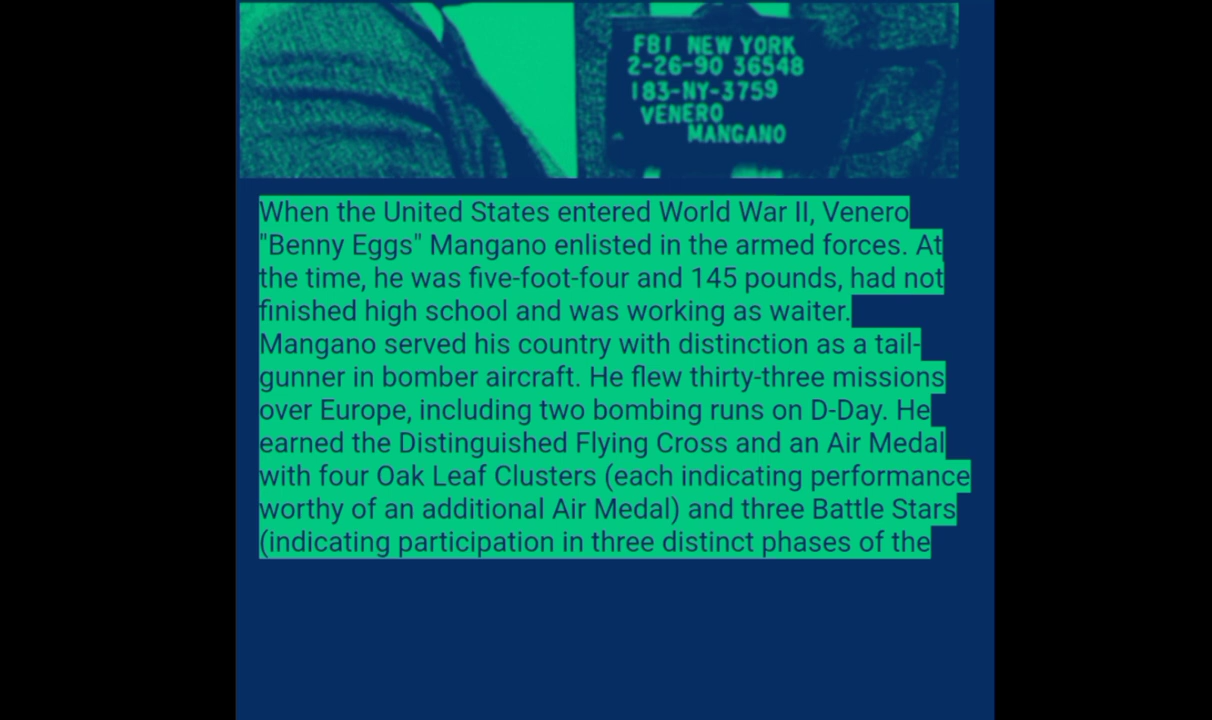 FBI NEW YORK
2-26-90 36548
183-NY-3759
VENERO
MANGANO
When the United States entered World War II, Venero
"Benny Eggs" Mangano enlisted in the armed forces. At
the time, he was five-foot-four and 145 pounds, had not
finished high school and was working as waiter.
Mangano served his country with distinction as a tail-
gunner in bomber aircraft. He flew thirty-three missions
over Europe, including two bombing runs on D-Day. He
earned the Distinguished Flying Cross and an Air Medal
with four Oak Leaf Clusters (each indicating performance
worthy of an additional Air Medal) and three Battle Stars
(indicating participation in three distinct phases of the